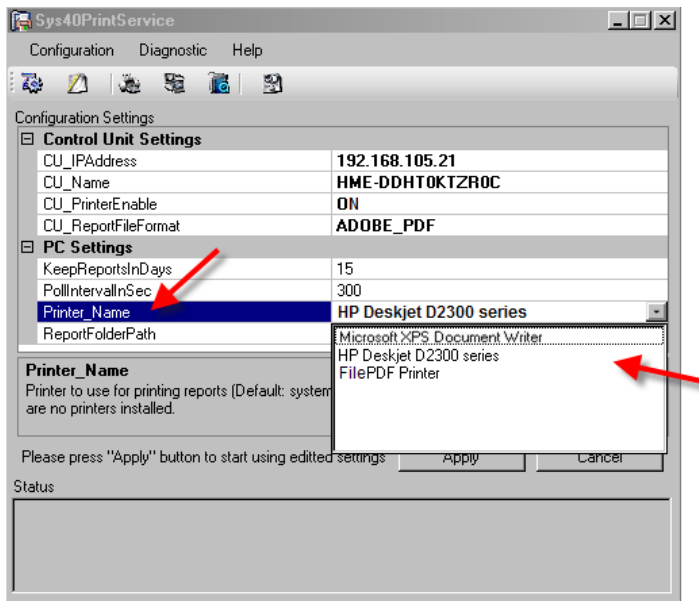 Sys40PrintService
Configuration Diagnostic Help
Configuration Settings
Control Unit Settings
CU_IPAddress 192.168.105.21
CU_Name HME-DDHT0KTZR0C
CU_PrinterEnable ON
CU_ReportFileFormat ADOBE_PDF
PC Settings
KeepReportsInDays 15
PollIntervalInSec 300
Printer_Name HP Deskjet D2300 series
ReportFolderPath
Microsoft XPS Document Writer
HP Deskjet D2300 series
FilePDF Printer
Printer_Name
Printer to use for printing reports (Default: system
are no printers installed.
Please press "Apply" button to start using editted settings Apply Cancel
Status